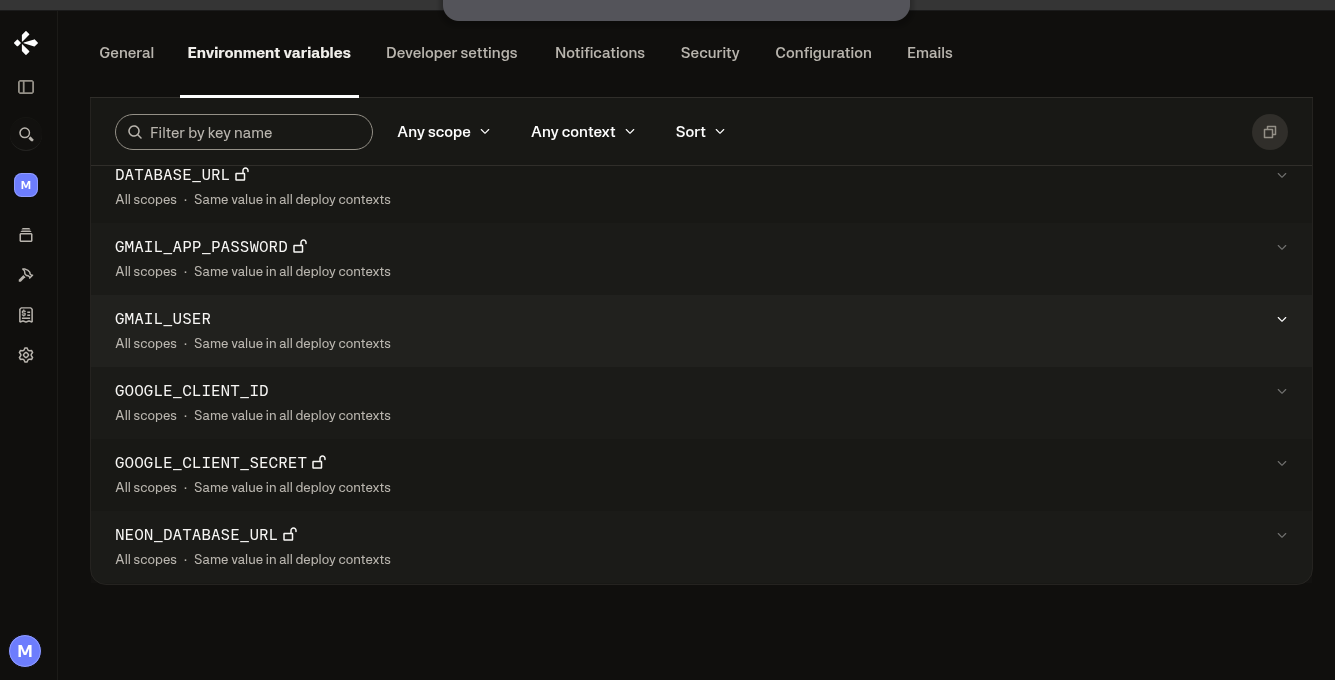 General Environment variables Developer settings Notifications Security Configuration Emails
Filter by key name Any scope Any context Sort
M
DATABASE_URL
All scopes · Same value in all deploy contexts
GMAIL_APP_PASSWORD
All scopes · Same value in all deploy contexts
GMAIL_USER
All scopes · Same value in all deploy contexts
GOOGLE_CLIENT_ID
All scopes · Same value in all deploy contexts
GOOGLE_CLIENT_SECRET
All scopes · Same value in all deploy contexts
NEON_DATABASE_URL
All scopes · Same value in all deploy contexts
M